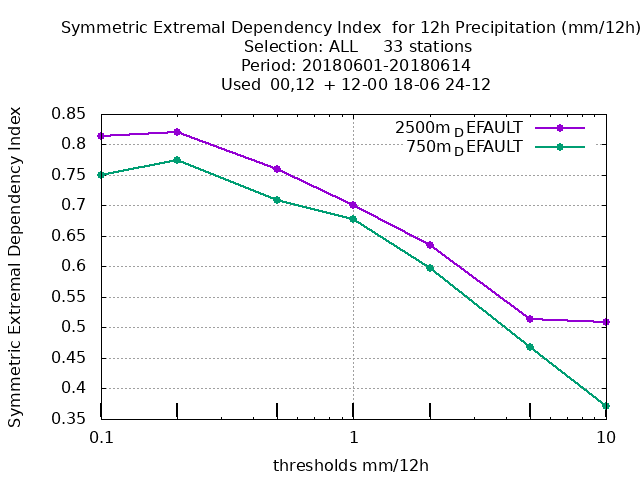 Symmetric Extremal Dependency Index  for 12h Precipitation (mm/12h)
Selection: ALL     33 stations
Period: 20180601-20180614
Used  00,12  + 12-00 18-06 24-12
Symmetric Extremal Dependency Index
0.85
0.8
0.75
0.7
0.65
0.6
0.55
0.5
0.45
0.4
0.35
2500m_DEFAULT
750m_DEFAULT
0.1
1
10
thresholds mm/12h